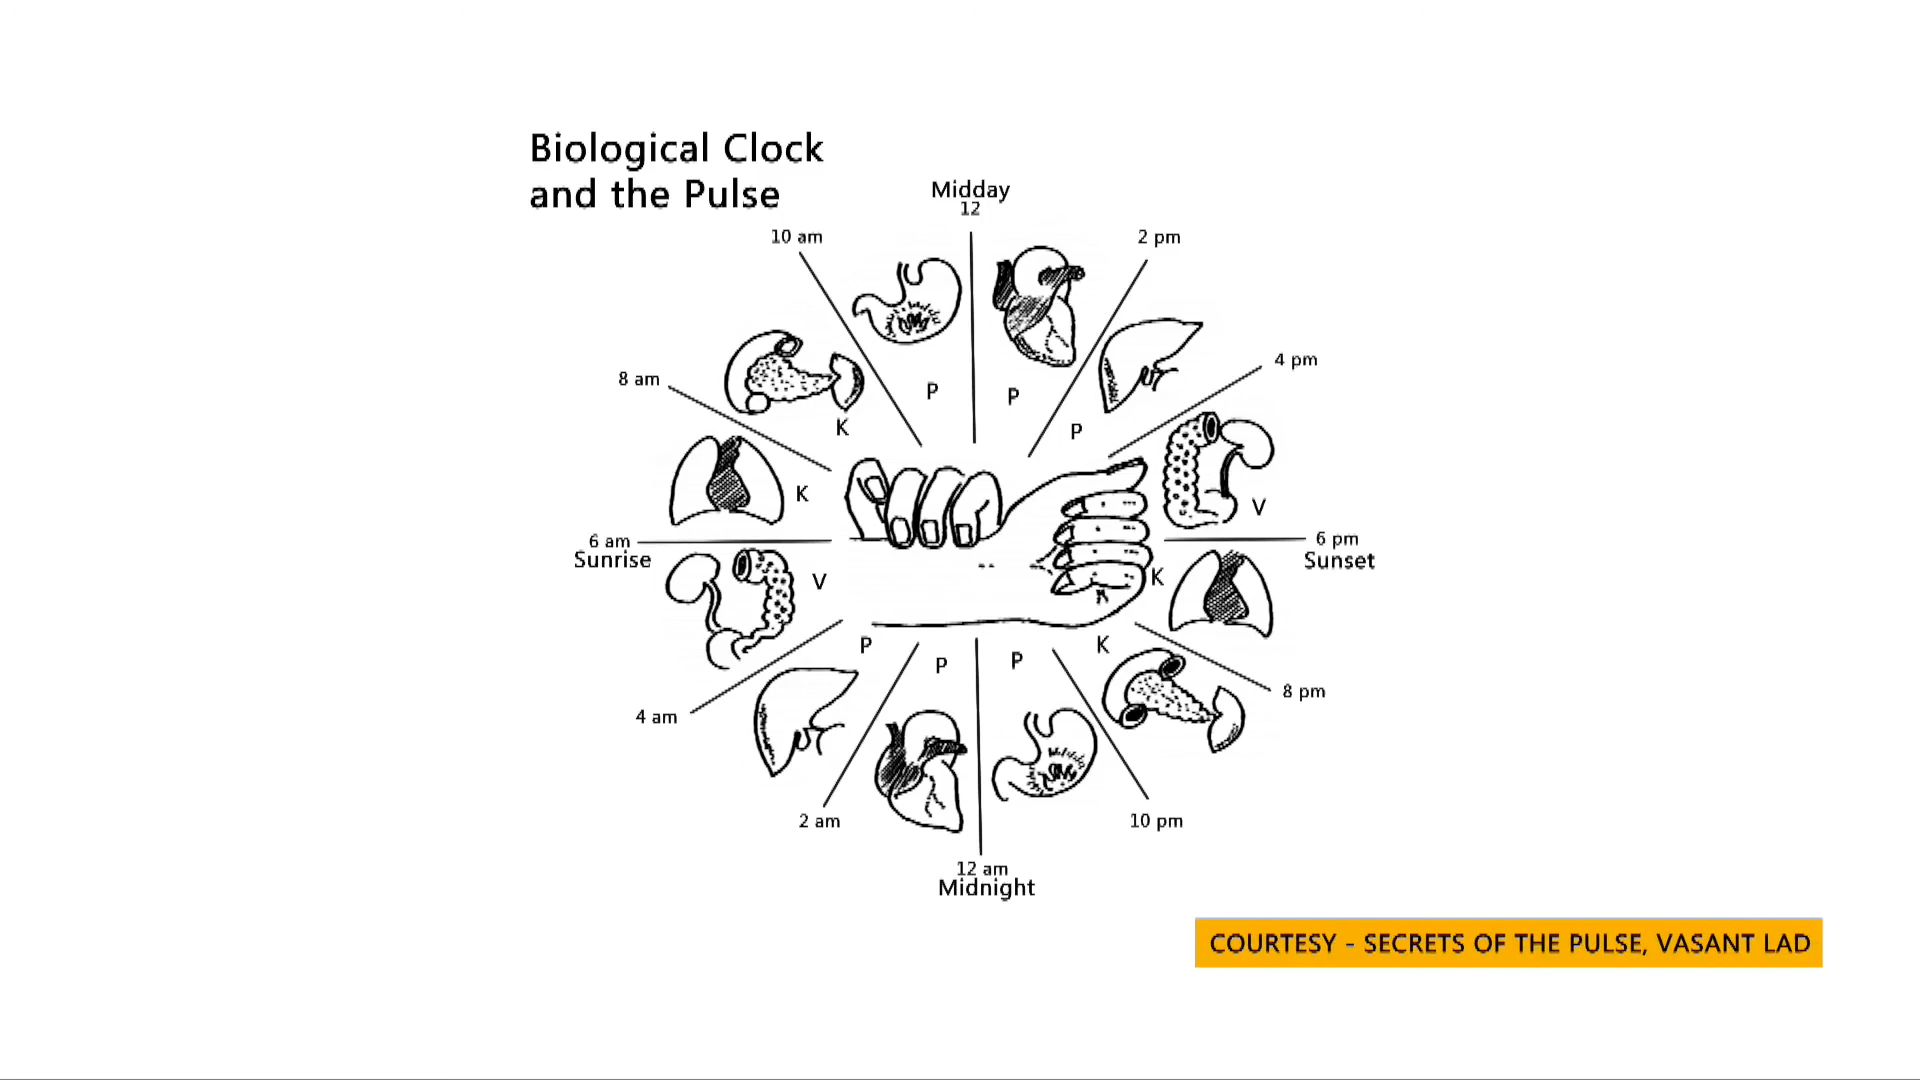 Biological Clock
and the Pulse
Midday
12
10 am
2 pm
8 am
4 pm
P
P
K
P
K
V
6 am
Sunrise
6 pm
Sunset
V
K
P
P
P
K
4 am
8 pm
2 am
10 pm
12 am
Midnight
COURTESY - SECRETS OF THE PULSE, VASANT LAD